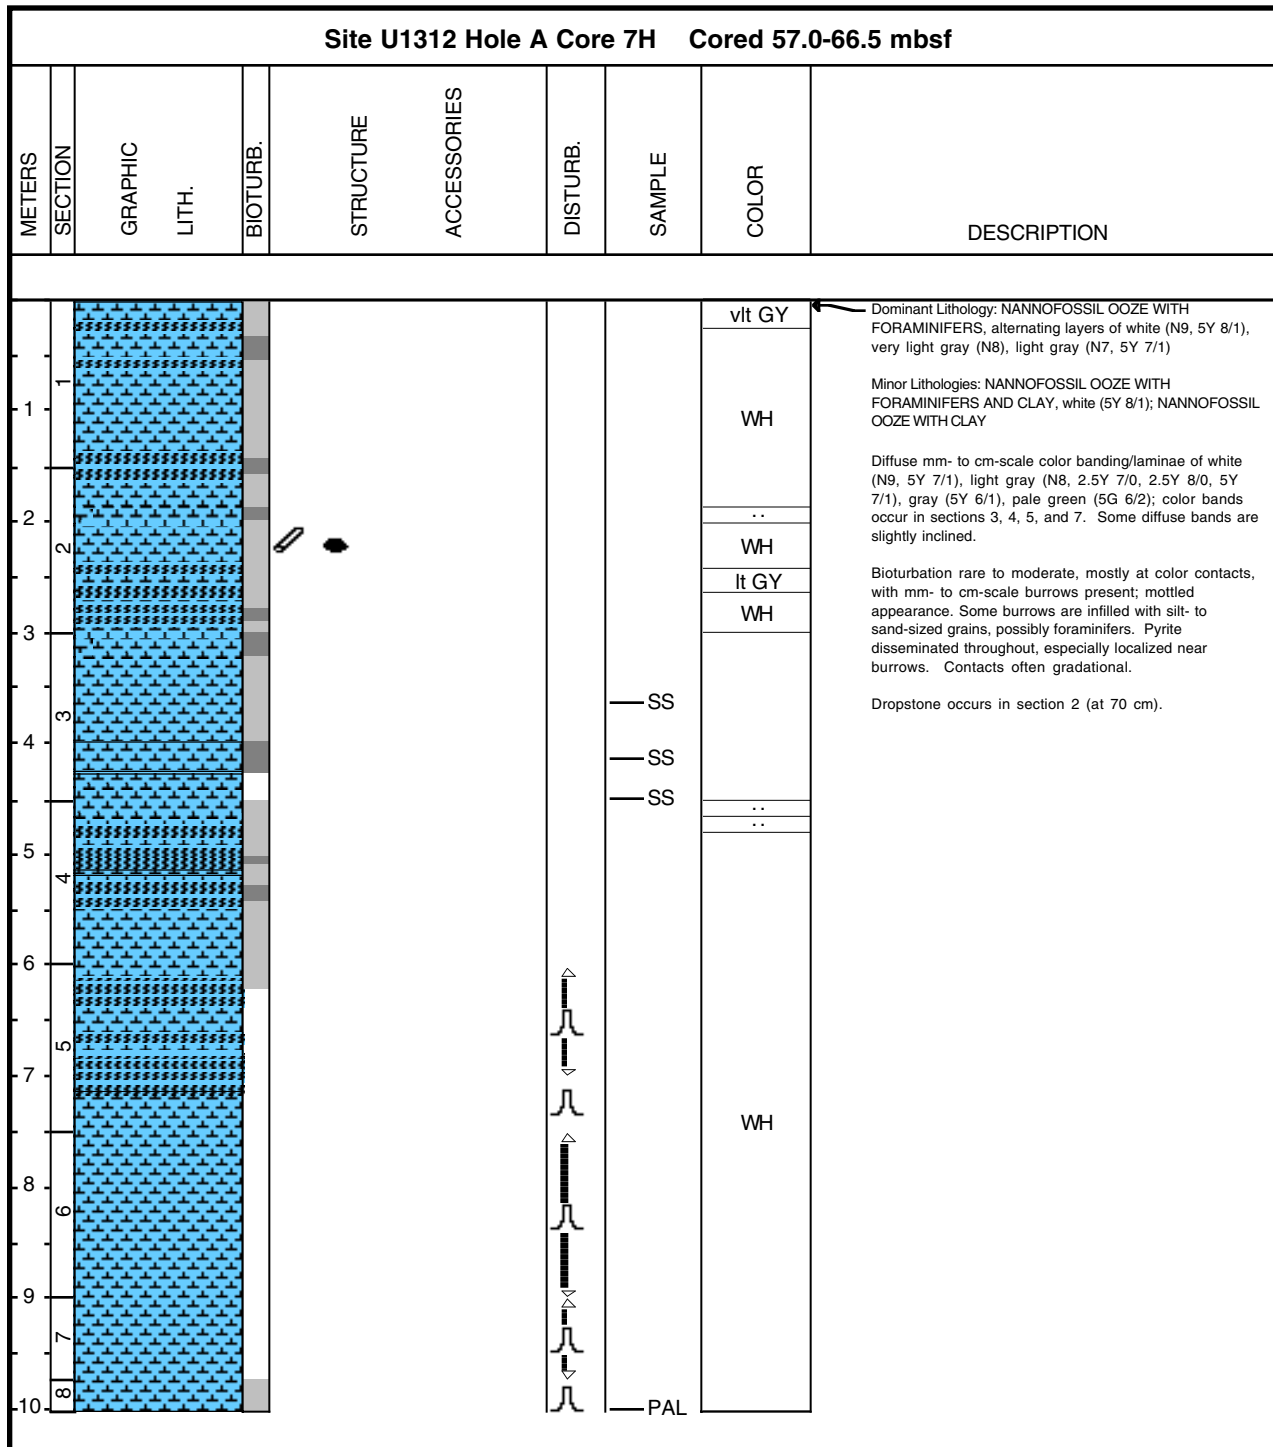 Site U1312 Hole A Core 7H Cored 57.0-66.5 mbsf
METERS
SECTION
GRAPHIC
LITH.
BIOTURB.
STRUCTURE
ACCESSORIES
DISTURB.
SAMPLE
COLOR
DESCRIPTION
1
2
3
4
5
6
7
8
9
10
1
2
3
4
5
6
7
8
SS
SS
SS
PAL
vlt GY
WH
..
WH
lt GY
WH
..
..
WH
Dominant Lithology: NANNOFOSSIL OOZE WITH
FORAMINIFERS, alternating layers of white (N9, 5Y 8/1),
very light gray (N8), light gray (N7, 5Y 7/1)
Minor Lithologies: NANNOFOSSIL OOZE WITH
FORAMINIFERS AND CLAY, white (5Y 8/1); NANNOFOSSIL
OOZE WITH CLAY
Diffuse mm- to cm-scale color banding/laminae of white
(N9, 5Y 7/1), light gray (N8, 2.5Y 7/0, 2.5Y 8/0, 5Y
7/1), gray (5Y 6/1), pale green (5G 6/2); color bands
occur in sections 3, 4, 5, and 7. Some diffuse bands are
slightly inclined.
Bioturbation rare to moderate, mostly at color contacts,
with mm- to cm-scale burrows present; mottled
appearance. Some burrows are infilled with silt- to
sand-sized grains, possibly foraminifers. Pyrite
disseminated throughout, especially localized near
burrows. Contacts often gradational.
Dropstone occurs in section 2 (at 70 cm).